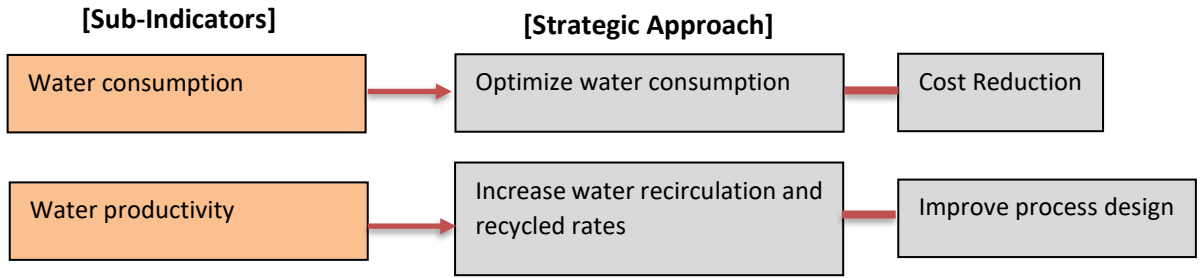 [Sub-Indicators]
[Strategic Approach]
Water consumption
Optimize water consumption
Cost Reduction
Water productivity
Increase water recirculation and
recycled rates
Improve process design